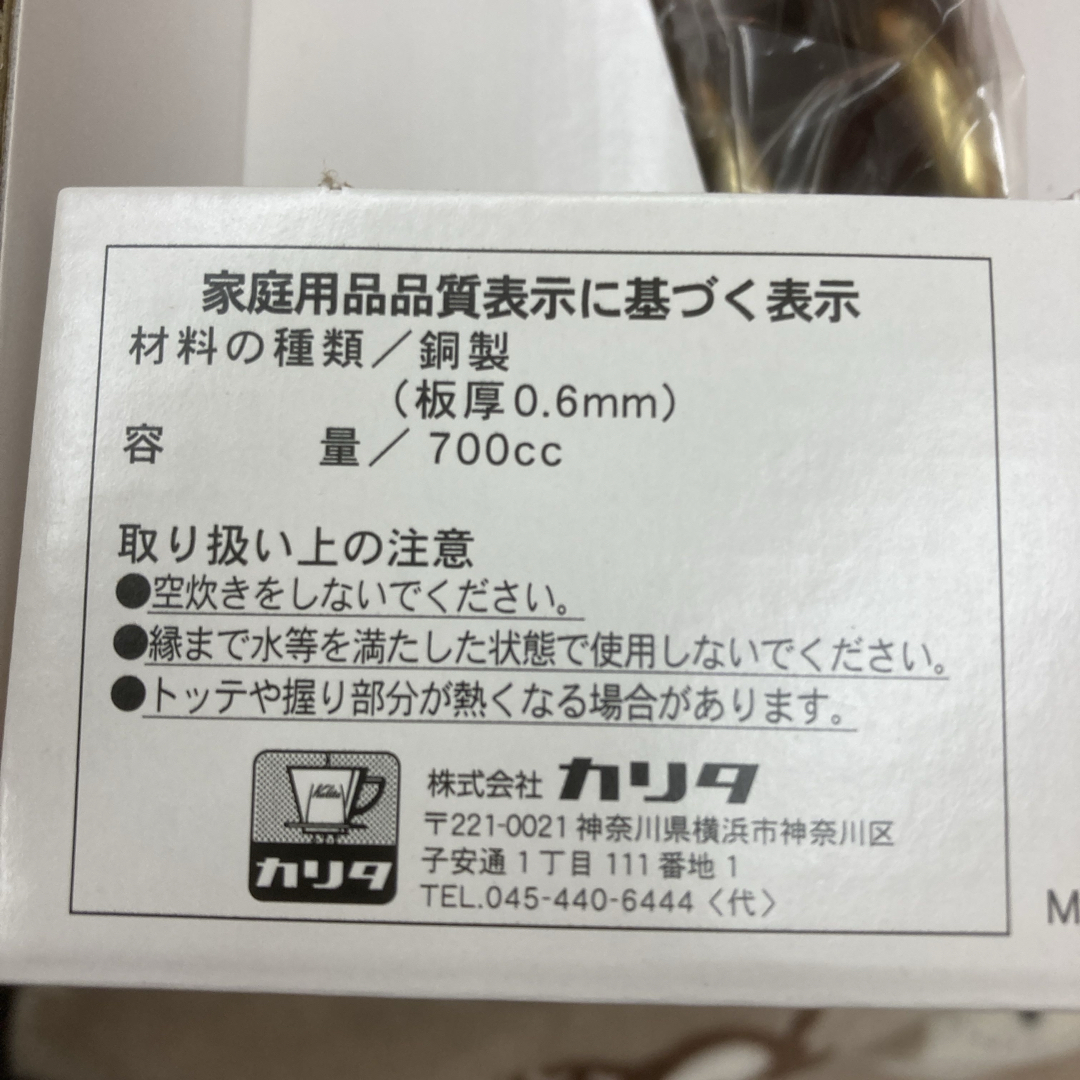 家庭用品品質表示に基づく表示
材料の種類／銅製
（板厚0.6mm）
容　　　量／ 700cc
取り扱い上の注意
●空炊きをしないでください。
●縁まで水等を満たした状態で使用しないでください。
●トッテや握り部分が熱くなる場合があります。
Kalita
カリタ
株式会社 カリタ
〒221-0021 神奈川県横浜市神奈川区
子安通1丁目111番地1
TEL.045-440-6444〈代〉
M